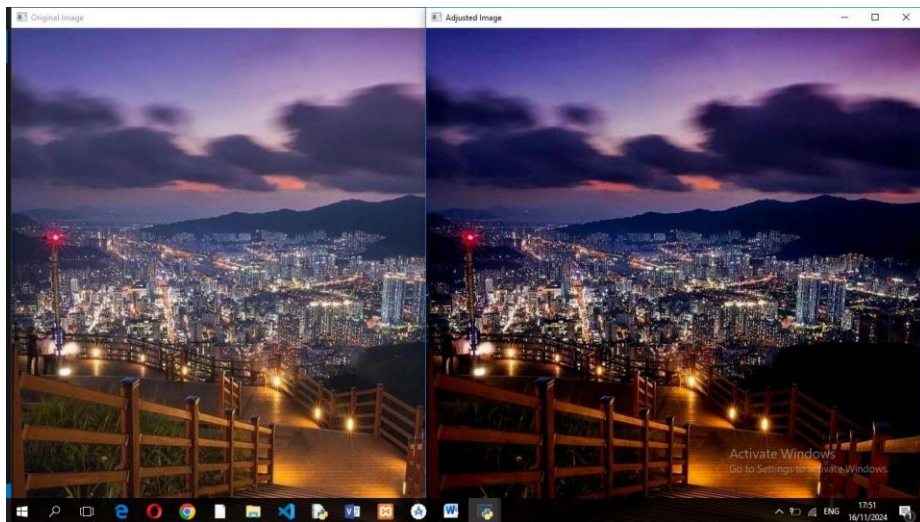 Original Image
Adjusted Image
Activate Windows
Go to Settings to activate Windows.
ENG
17:51
16/11/2024